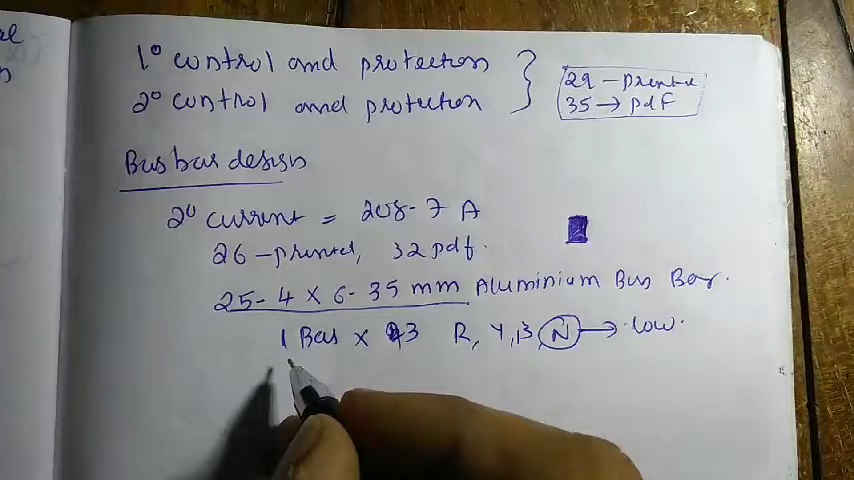 1° control and protection
2° control and protection
29 - printed
35 → pdf
Bus bar design
2° current = 208.7 A
26 - printed, 32 pdf.
25.4 X 6.35 mm Aluminium Bus Bar.
1 Bar x 3 R, Y, B, N → low.